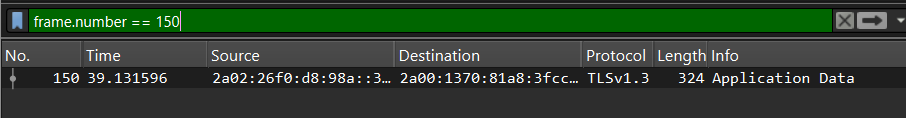 frame.number == 150
No. Time Source Destination Protocol Length Info
150 39.131596 2a02:26f0:d8:98a::3… 2a00:1370:81a8:3fcc… TLSv1.3 324 Application Data